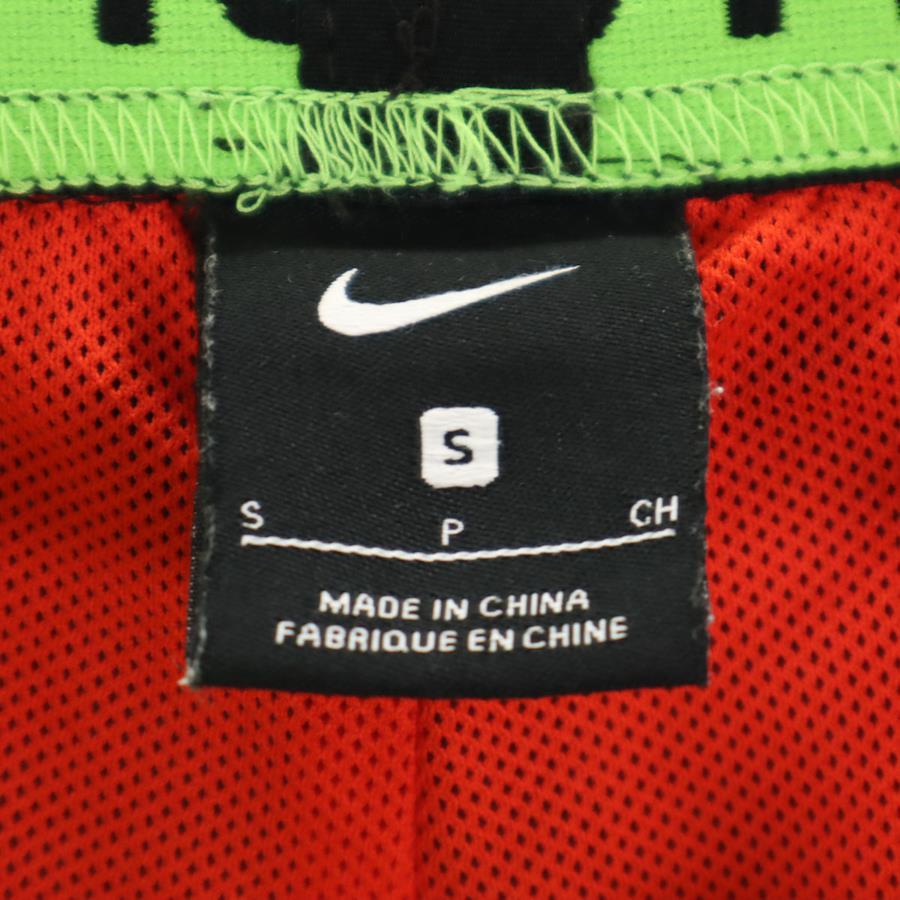 S
S P CH
MADE IN CHINA
FABRIQUE EN CHINE